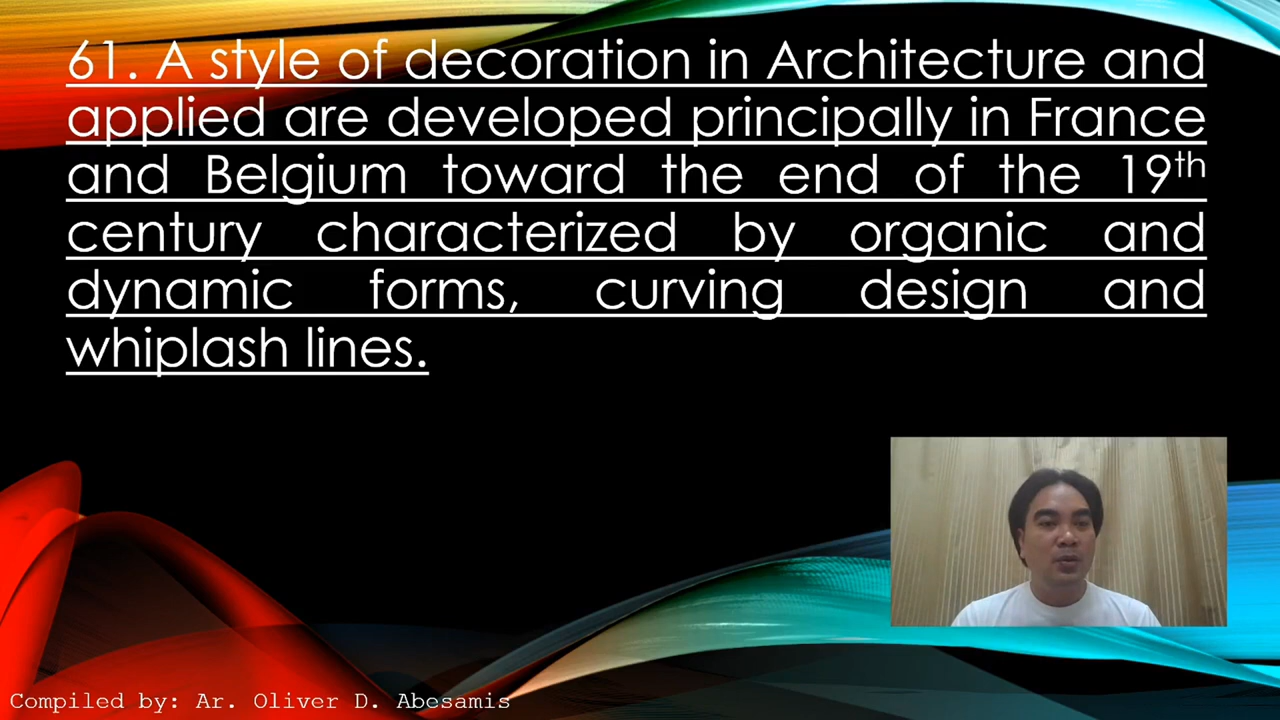 61. A style of decoration in Architecture and
applied are developed principally in France
and Belgium toward the end of the 19th
century characterized by organic and
dynamic forms, curving design and
whiplash lines.
Compiled by: Ar. Oliver D. Abesamis